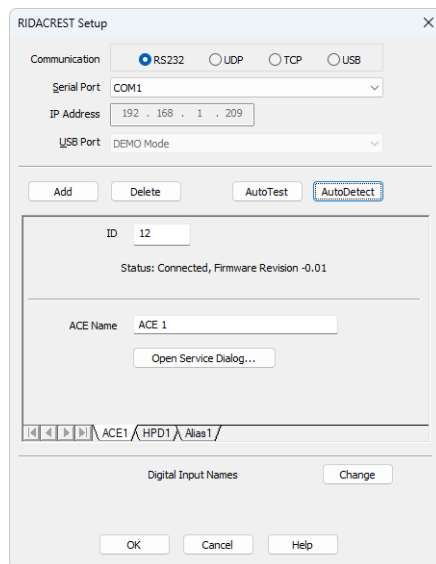 RIDACREST Setup
Communication RS232 UDP TCP USB
Serial Port COM1
IP Address 192 . 168 . 1 . 209
USB Port DEMO Mode
Add Delete AutoTest AutoDetect
ID 12
Status: Connected, Firmware Revision -0.01
ACE Name ACE 1
Open Service Dialog...
ACE1 HPD1 Alias1
Digital Input Names Change
OK Cancel Help